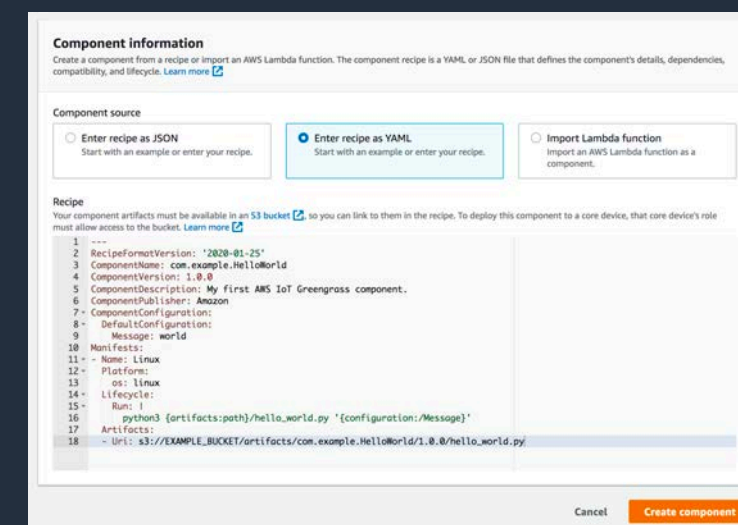 Component information
Create a component from a recipe or import an AWS Lambda function. The component recipe is a YAML or JSON file that defines the component's details, dependencies,
compatibility, and lifecycle. Learn more
Component source
Enter recipe as JSON
Start with an example or enter your recipe.
Enter recipe as YAML
Start with an example or enter your recipe.
Import Lambda function
Import an AWS Lambda function as a
component.
Recipe
Your component artifacts must be available in an S3 bucket, so you can link to them in the recipe. To deploy this component to a core device, that core device's role
must allow access to the bucket. Learn more
1 ---
2 RecipeFormatVersion: '2020-01-25'
3 ComponentName: com.example.HelloWorld
4 ComponentVersion: 1.0.0
5 ComponentDescription: My first AWS IoT Greengrass component.
6 ComponentPublisher: Amazon
7 ComponentConfiguration:
8   DefaultConfiguration:
9     Message: world
10 Manifests:
11 - Name: Linux
12   Platform:
13     os: linux
14   Lifecycle:
15     Run: |
16       python3 {artifacts:path}/hello_world.py '{configuration:/Message}'
17   Artifacts:
18   - Uri: s3://EXAMPLE_BUCKET/artifacts/com.example.HelloWorld/1.0.0/hello_world.py
Cancel
Create component